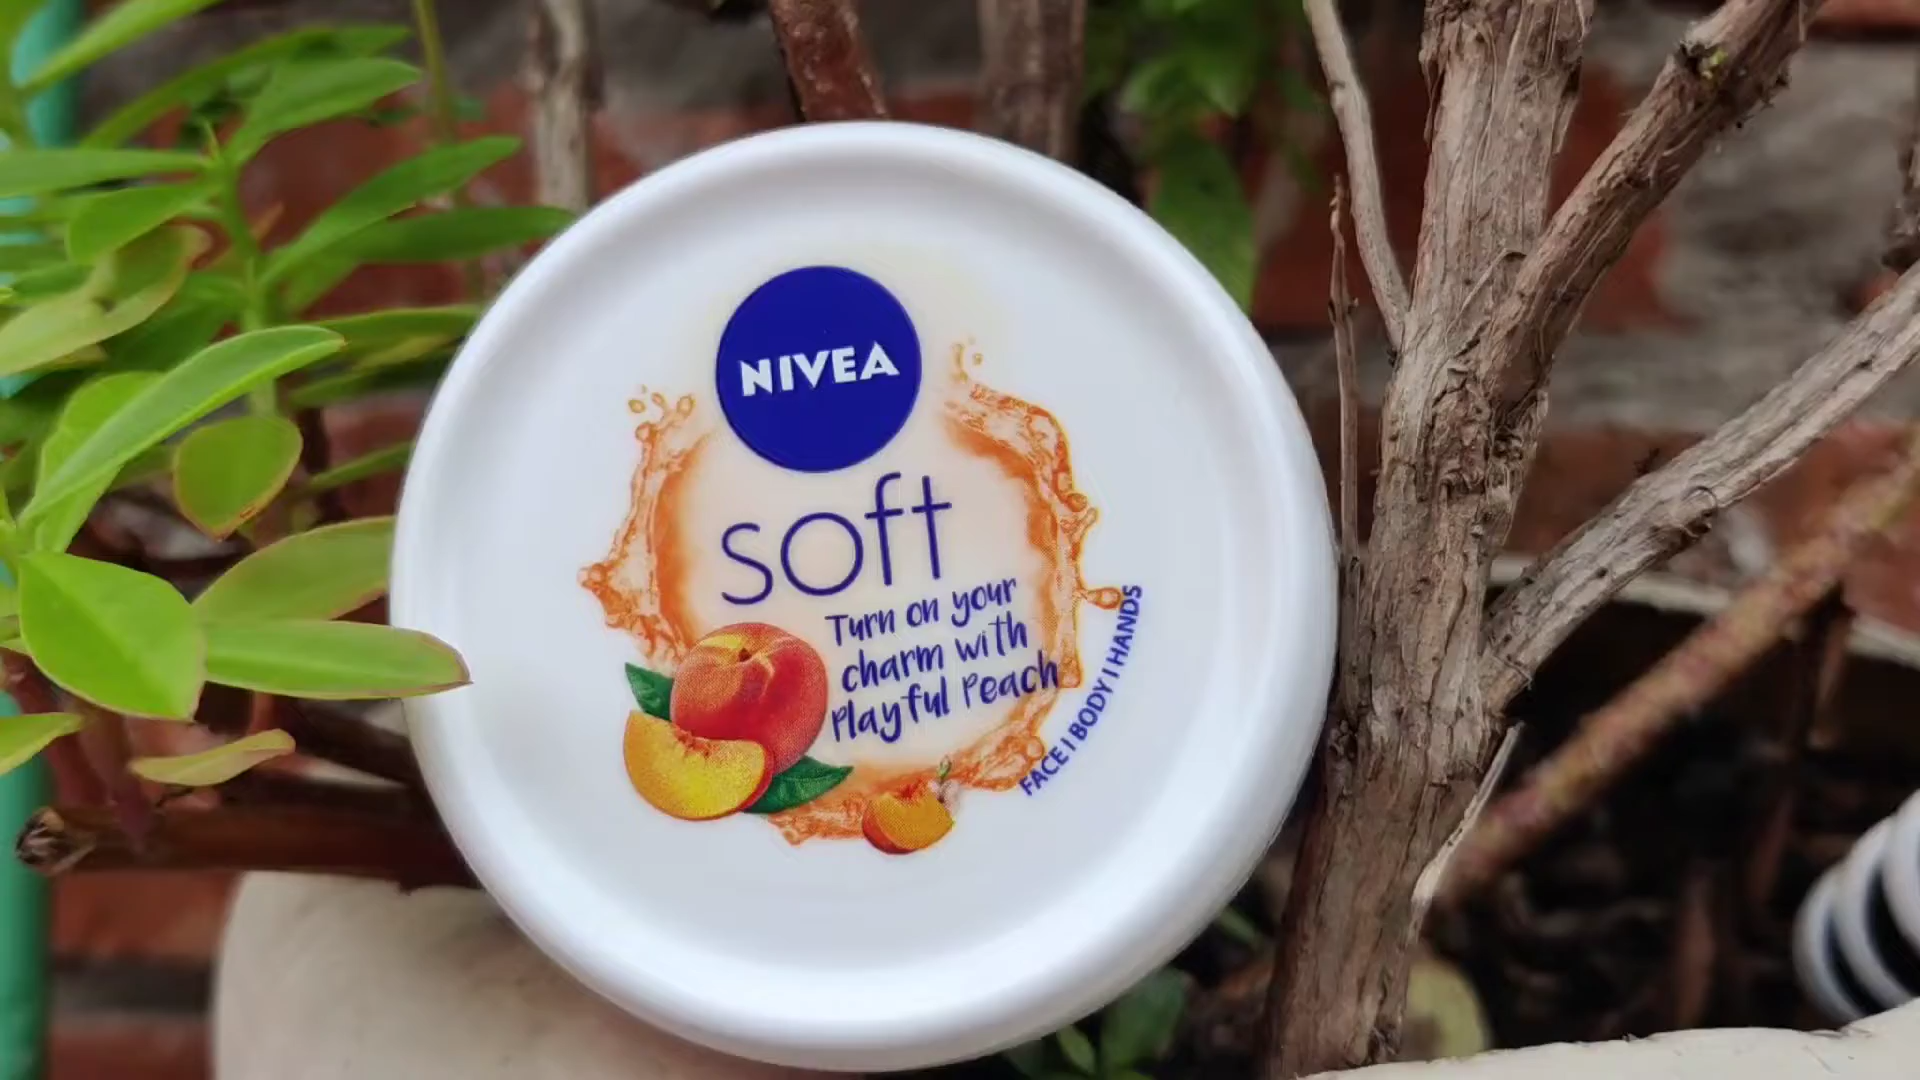 NIVEA
soft
Turn on your
charm with
Playful Peach
FACE I BODY I HANDS